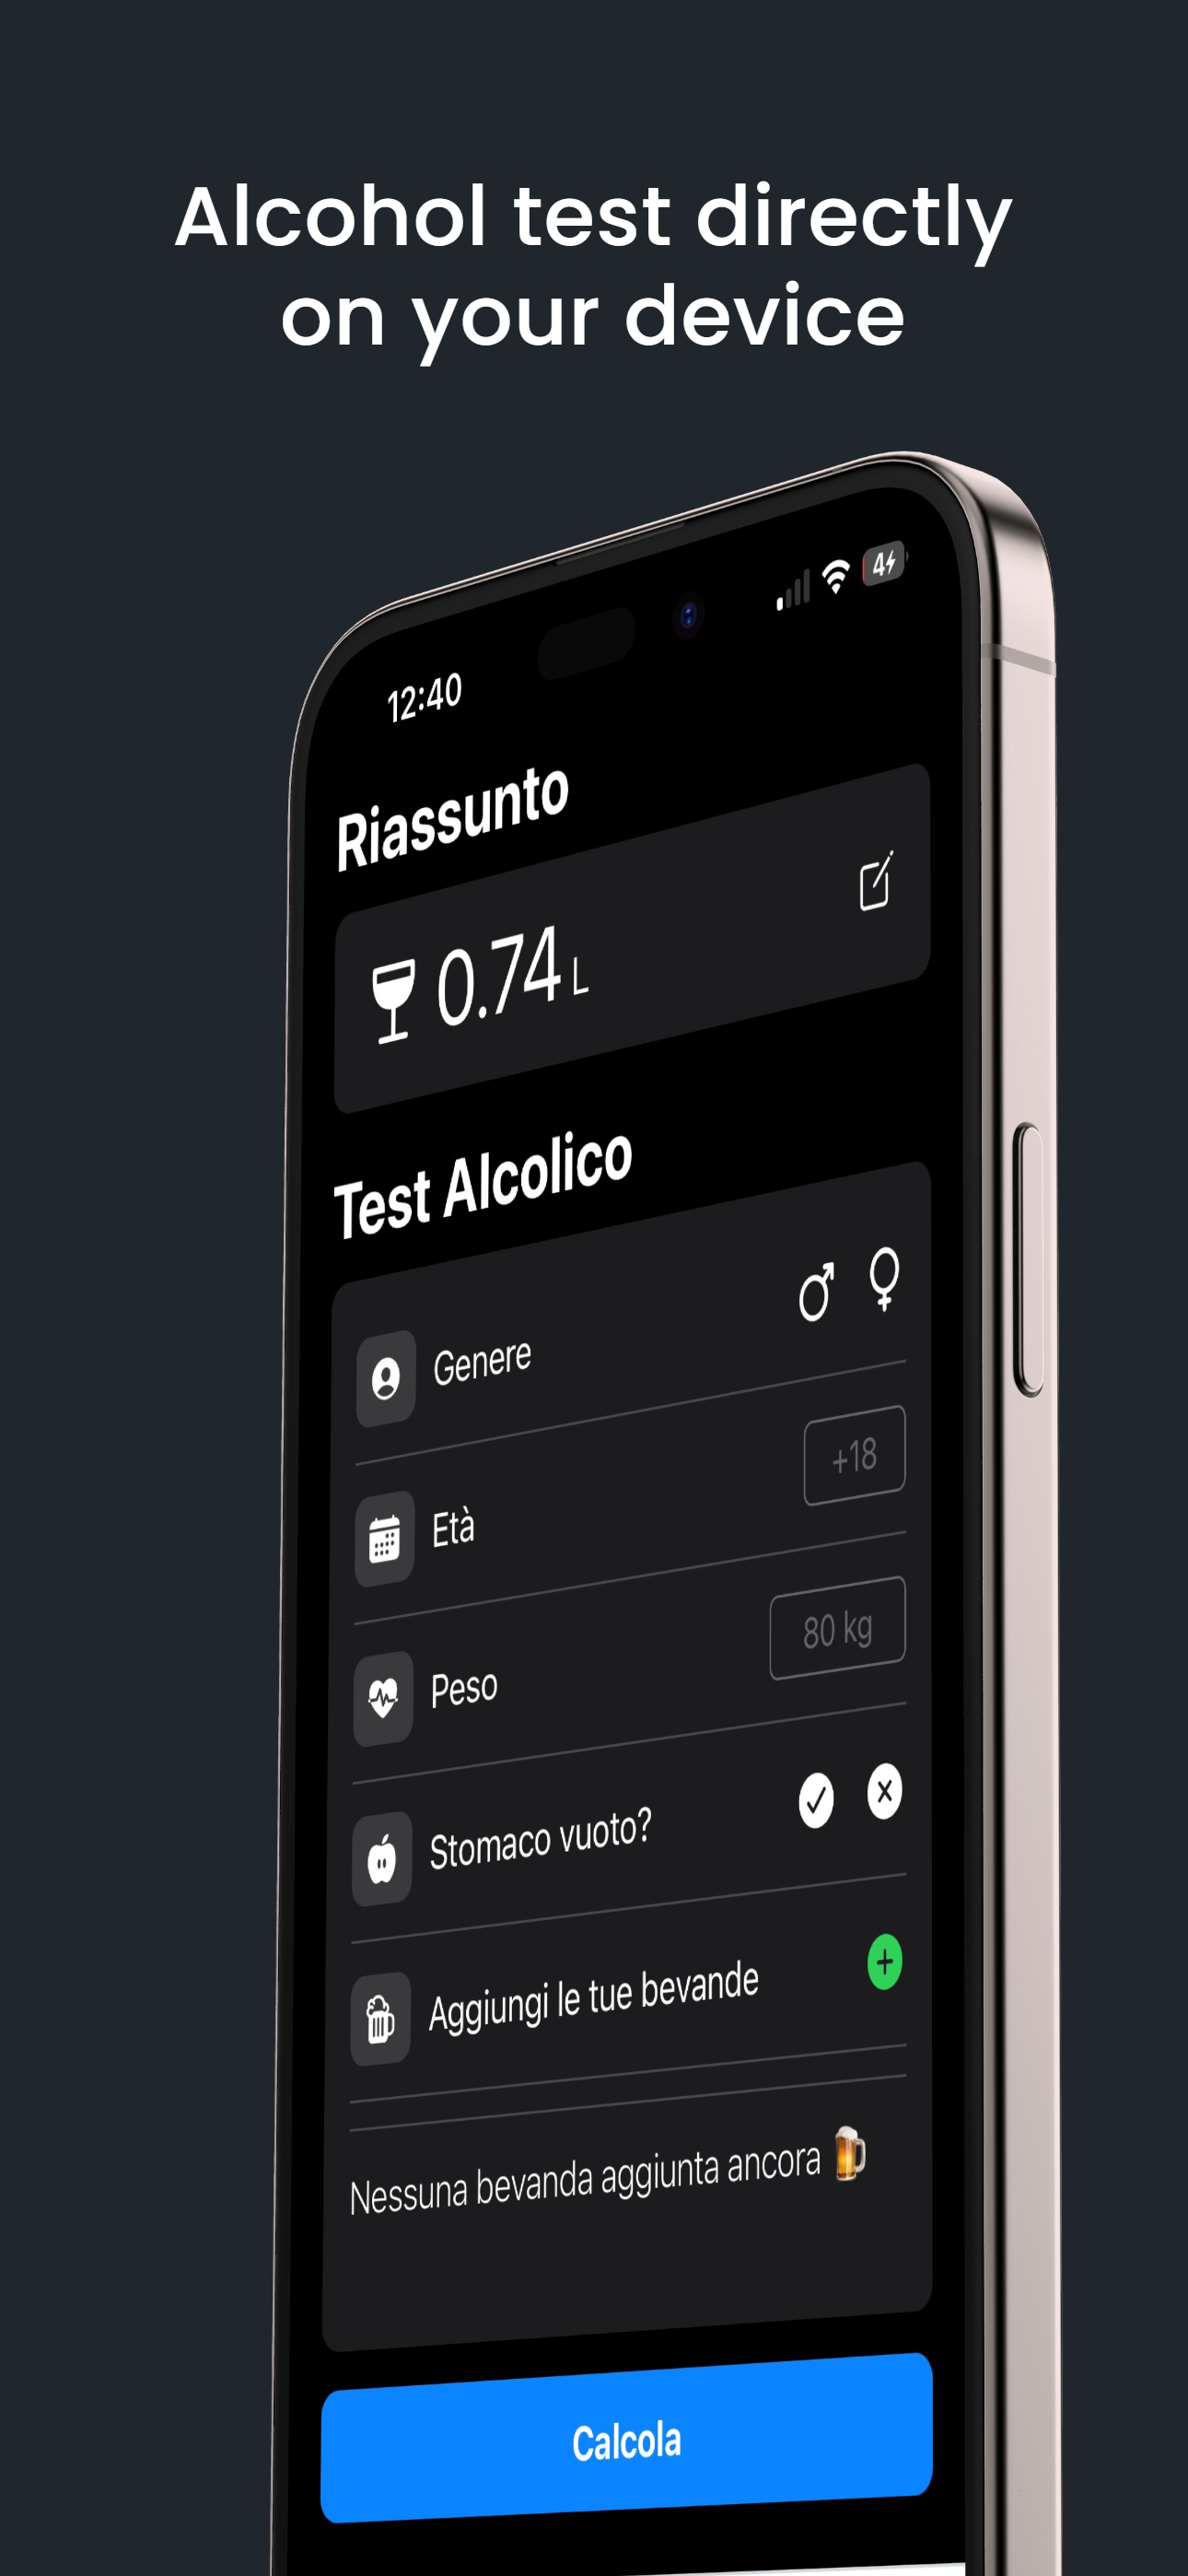 Alcohol test directly
on your device
12:40
4
Riassunto
0.74 L
Test Alcolico
Genere
Età
+18
Peso
80 kg
Stomaco vuoto?
Aggiungi le tue bevande
Nessuna bevanda aggiunta ancora 🍺
Calcola